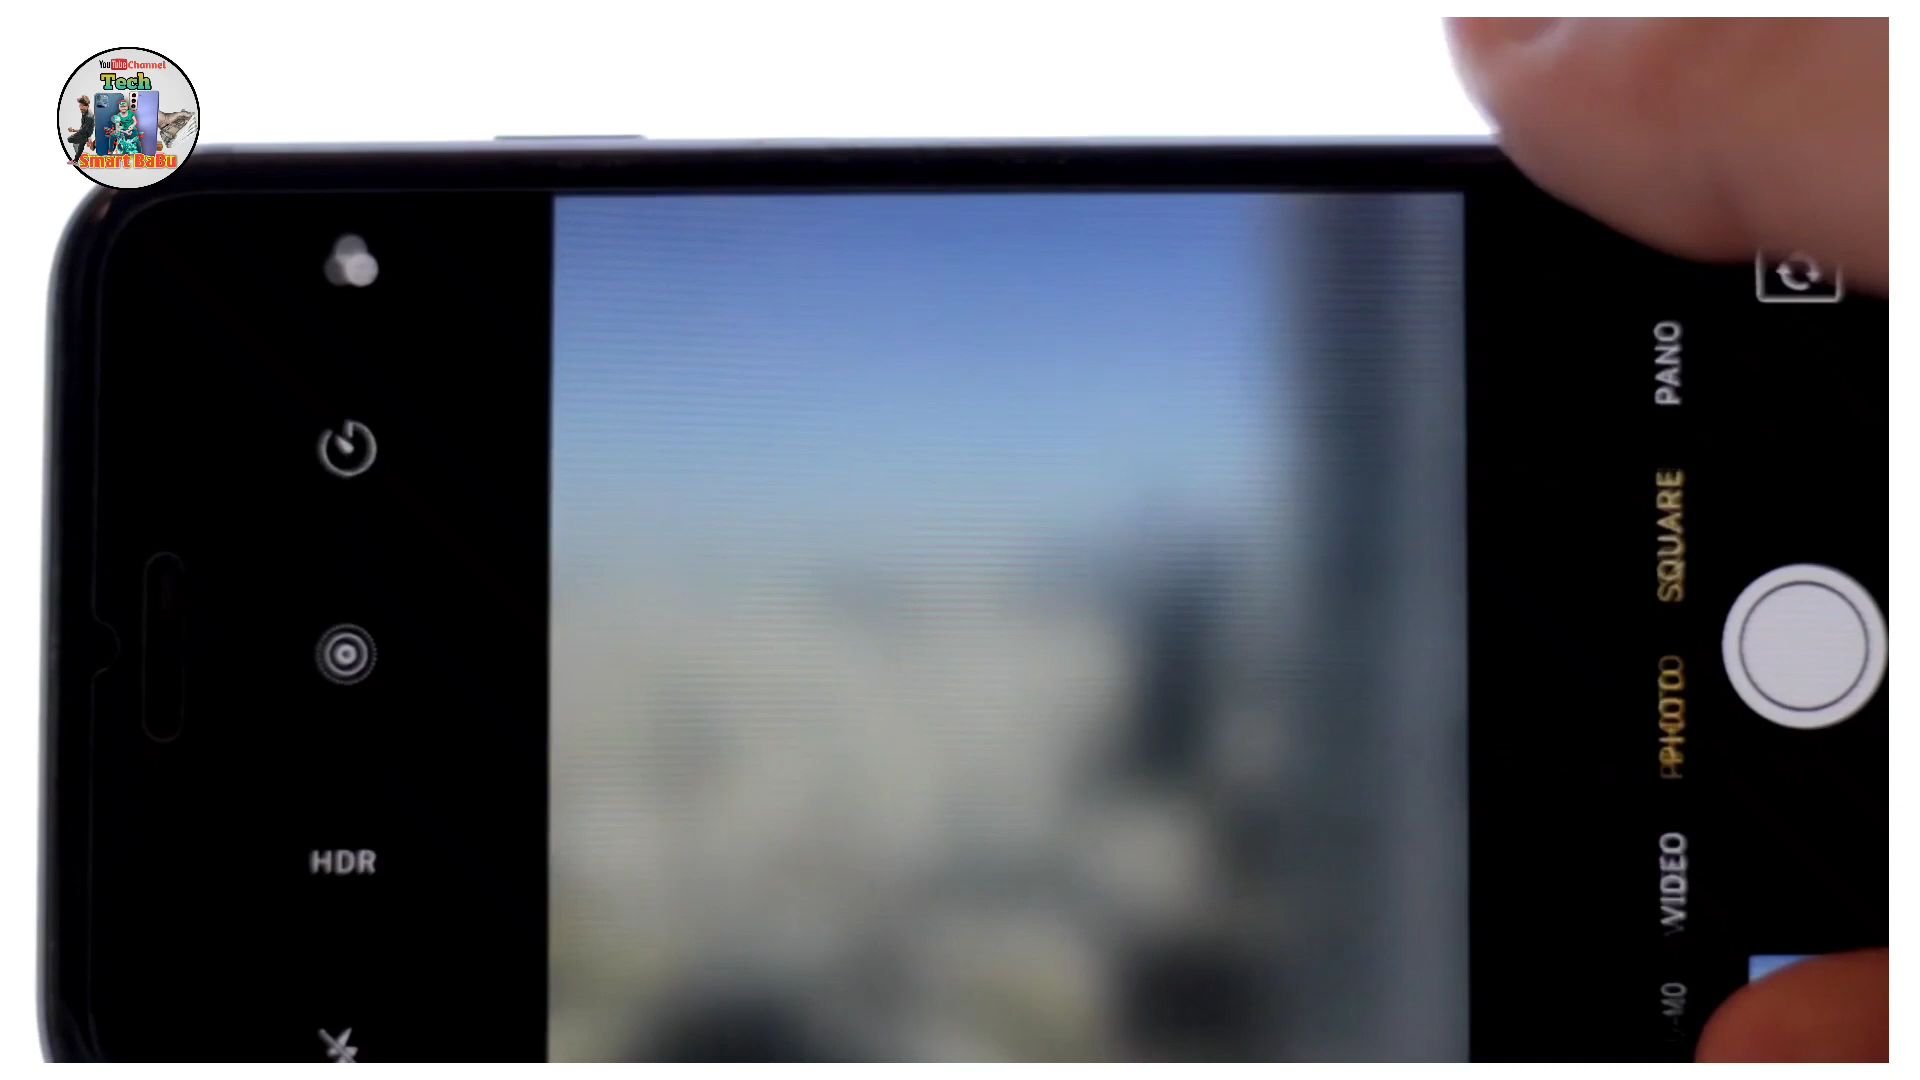 YouTube Channel
Tech
Smart BaBu
HDR
PANO
SQUARE
PHOTO
VIDEO